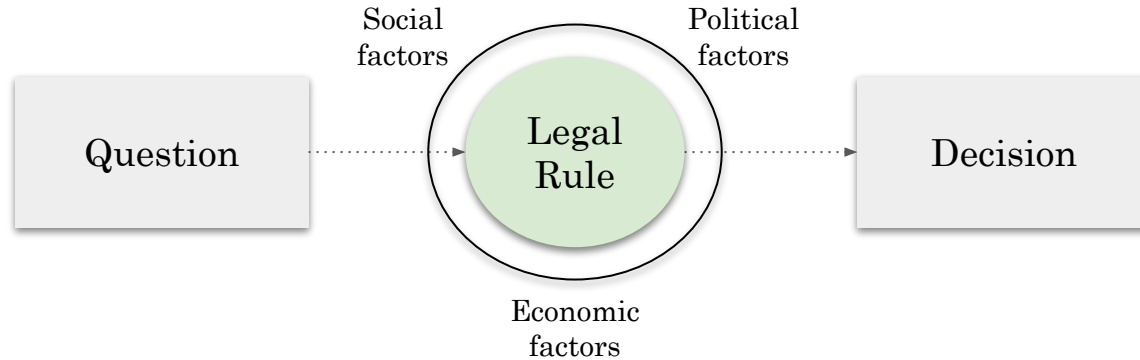 Social
factors
Political
factors
Question
Legal
Rule
Decision
Economic
factors